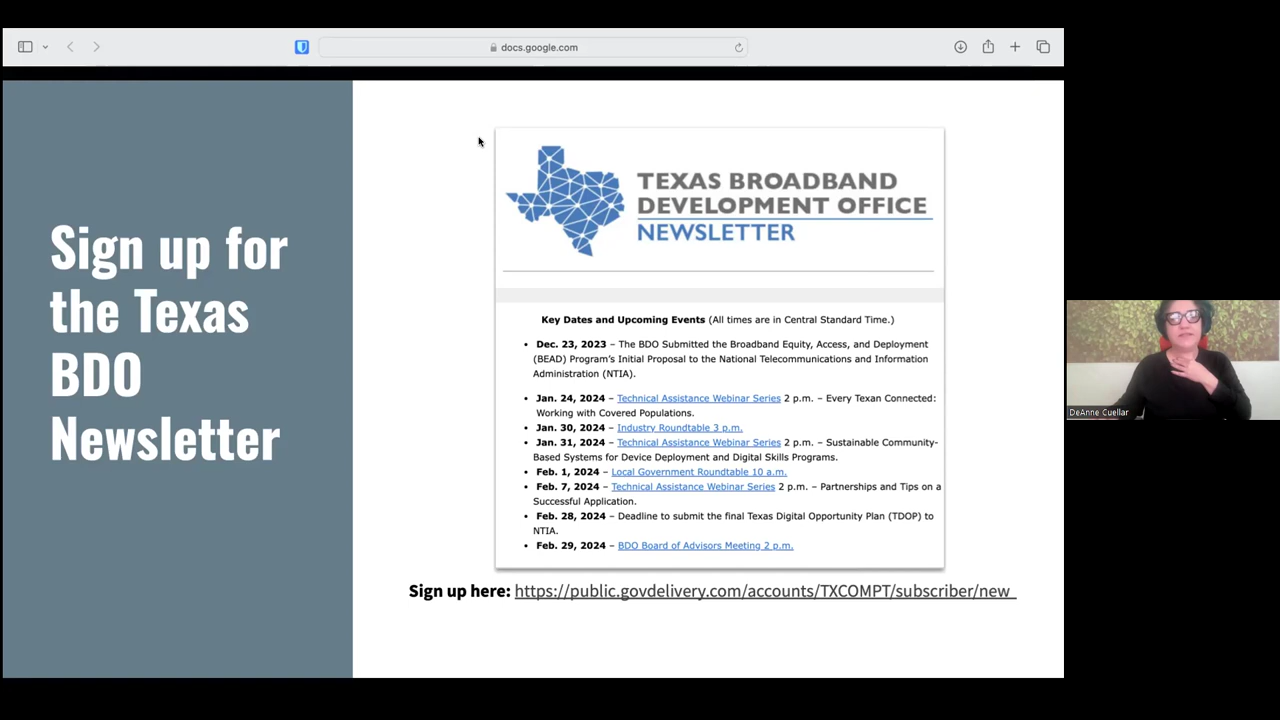 docs.google.com
Sign up for
the Texas
BDO
Newsletter
TEXAS BROADBAND
DEVELOPMENT OFFICE
NEWSLETTER
Key Dates and Upcoming Events (All times are in Central Standard Time.)
• Dec. 23, 2023 – The BDO Submitted the Broadband Equity, Access, and Deployment
(BEAD) Program's Initial Proposal to the National Telecommunications and Information
Administration (NTIA).
• Jan. 24, 2024 – Technical Assistance Webinar Series 2 p.m. – Every Texan Connected:
Working with Covered Populations.
• Jan. 30, 2024 – Industry Roundtable 3 p.m.
• Jan. 31, 2024 – Technical Assistance Webinar Series 2 p.m. – Sustainable Community-
Based Systems for Device Deployment and Digital Skills Programs.
• Feb. 1, 2024 – Local Government Roundtable 10 a.m.
• Feb. 7, 2024 – Technical Assistance Webinar Series 2 p.m. – Partnerships and Tips on a
Successful Application.
• Feb. 28, 2024 – Deadline to submit the final Texas Digital Opportunity Plan (TDOP) to
NTIA.
• Feb. 29, 2024 – BDO Board of Advisors Meeting 2 p.m.
Sign up here: https://public.govdelivery.com/accounts/TXCOMPT/subscriber/new
DeAnne Cuellar